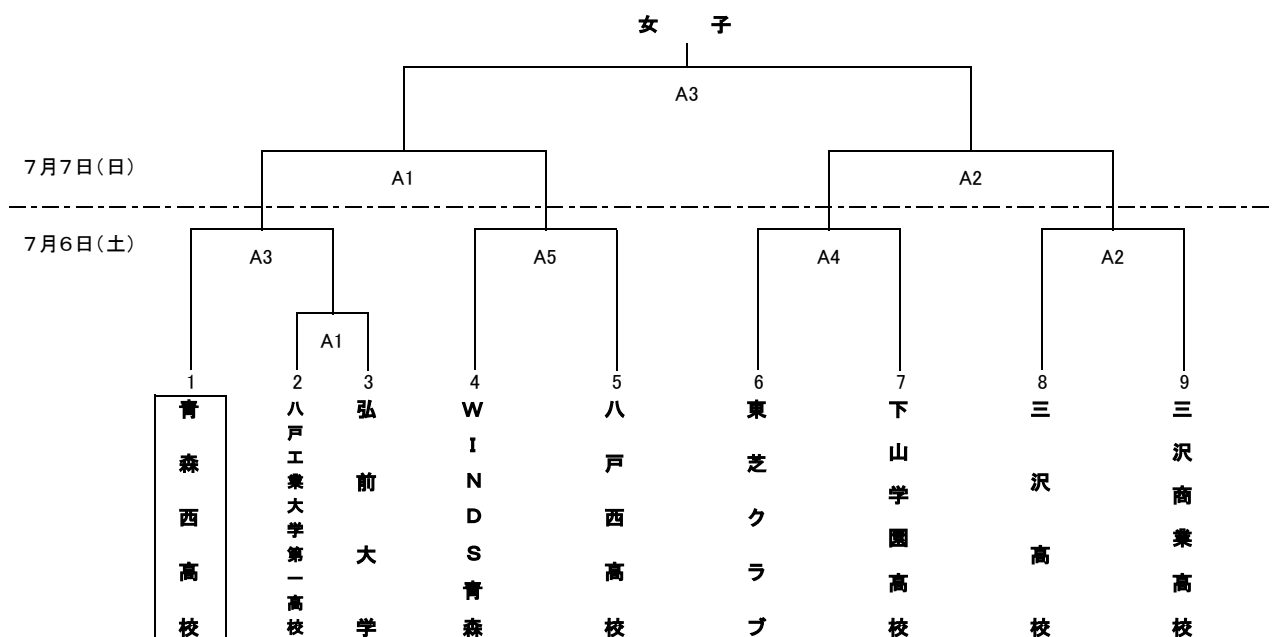 女 子
A3
7月7日(日)
A1
A2
7月6日(土)
A3
A5
A4
A2
A1
1
2
3
4
5
6
7
8
9
青森西高校
八戸工業大学第一高校
弘前大学
WINDS青森
八戸西高校
東芝クラブ
下山学園高校
三沢高校
三沢商業高校